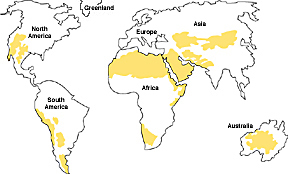 Greenland
North
America
Europe
Asia
Africa
South
America
Australia